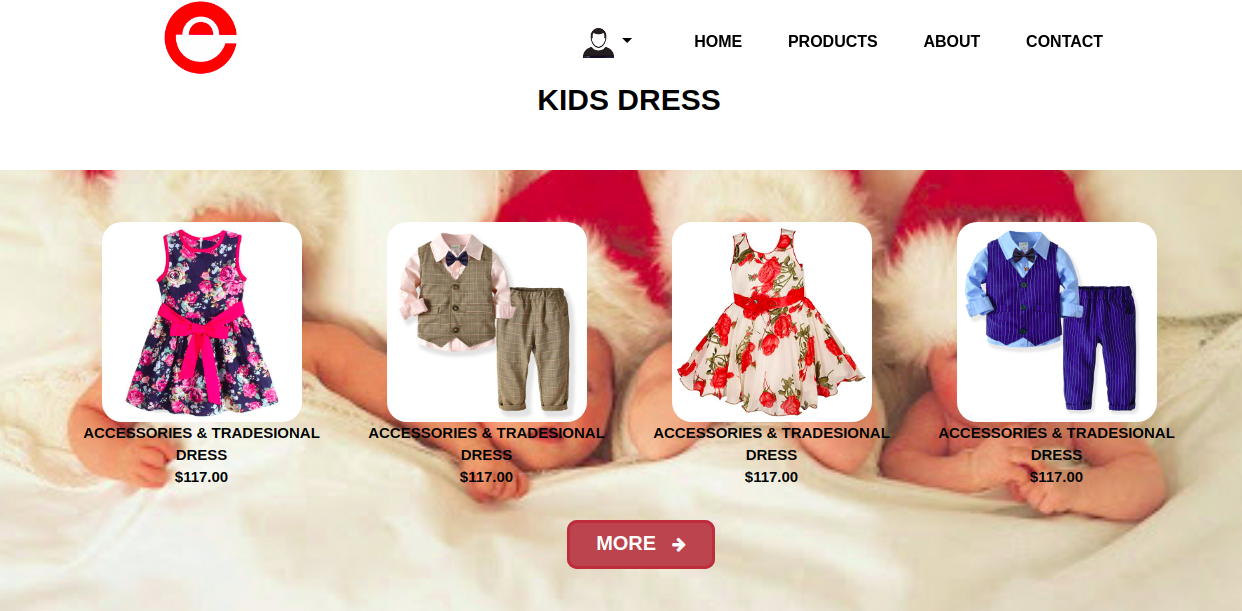 HOME PRODUCTS ABOUT CONTACT
KIDS DRESS
ACCESSORIES & TRADESIONAL
DRESS
$117.00
ACCESSORIES & TRADESIONAL
DRESS
$117.00
ACCESSORIES & TRADESIONAL
DRESS
$117.00
ACCESSORIES & TRADESIONAL
DRESS
$117.00
MORE